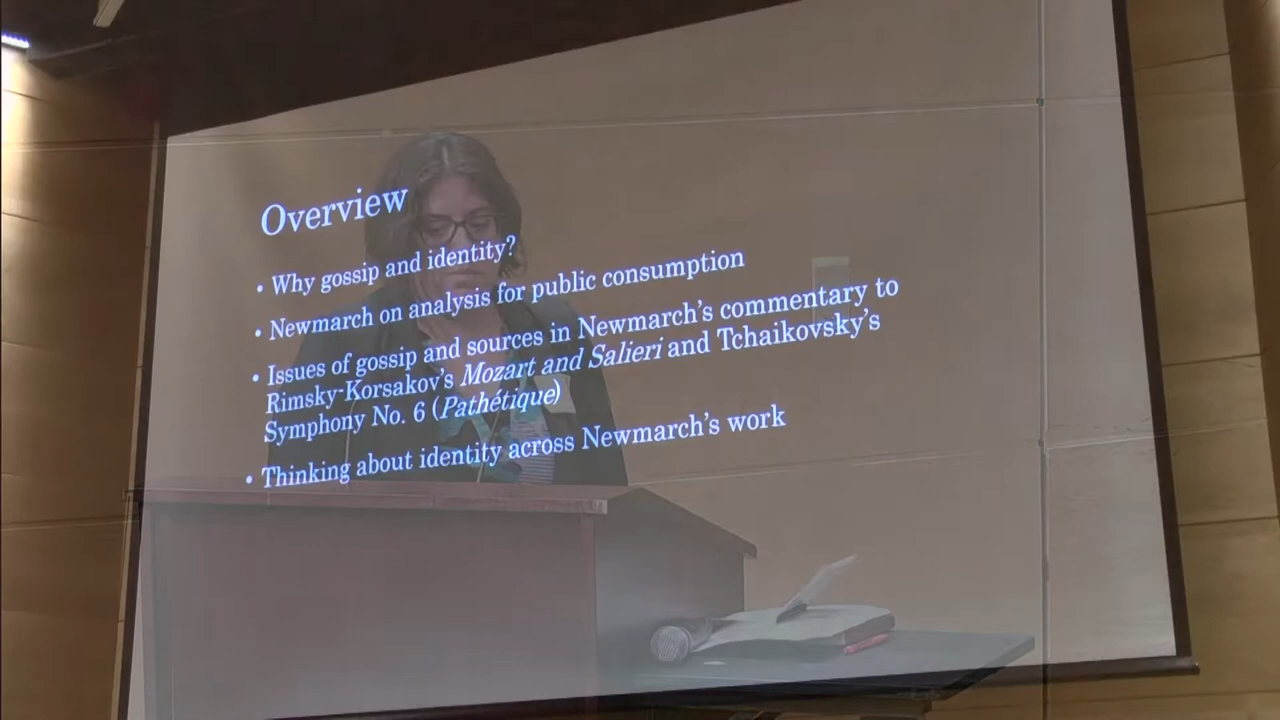 Overview
• Why gossip and identity?
• Newmarch on analysis for public consumption
• Issues of gossip and sources in Newmarch's commentary to
Rimsky-Korsakov's Mozart and Salieri and Tchaikovsky's
Symphony No. 6 (Pathétique)
• Thinking about identity across Newmarch's work